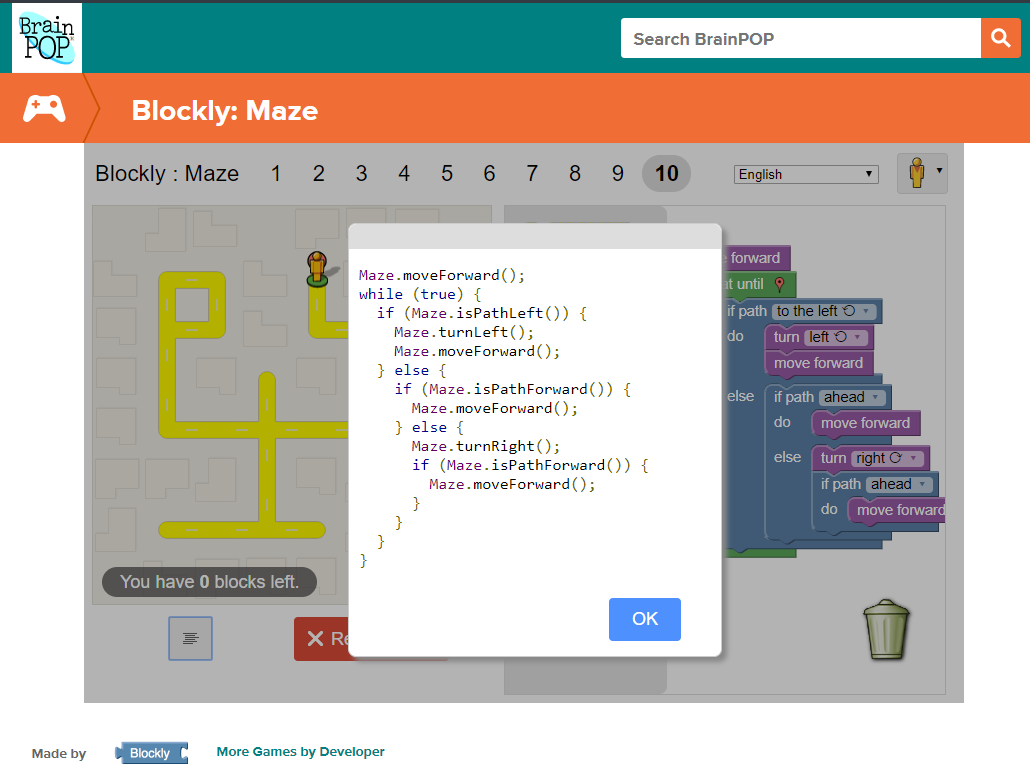 Brain
POP
Search BrainPOP
Blockly: Maze
Blockly : Maze 1 2 3 4 5 6 7 8 9 10
English
Maze.moveForward();
while (true) {
  if (Maze.isPathLeft()) {
    Maze.turnLeft();
    Maze.moveForward();
  } else {
    if (Maze.isPathForward()) {
      Maze.moveForward();
    } else {
      Maze.turnRight();
      if (Maze.isPathForward()) {
        Maze.moveForward();
      }
    }
  }
}
OK
forward
until
if path to the left
do turn left
move forward
else if path ahead
do move forward
else turn right
if path ahead
do move forward
You have 0 blocks left.
Made by Blockly More Games by Developer